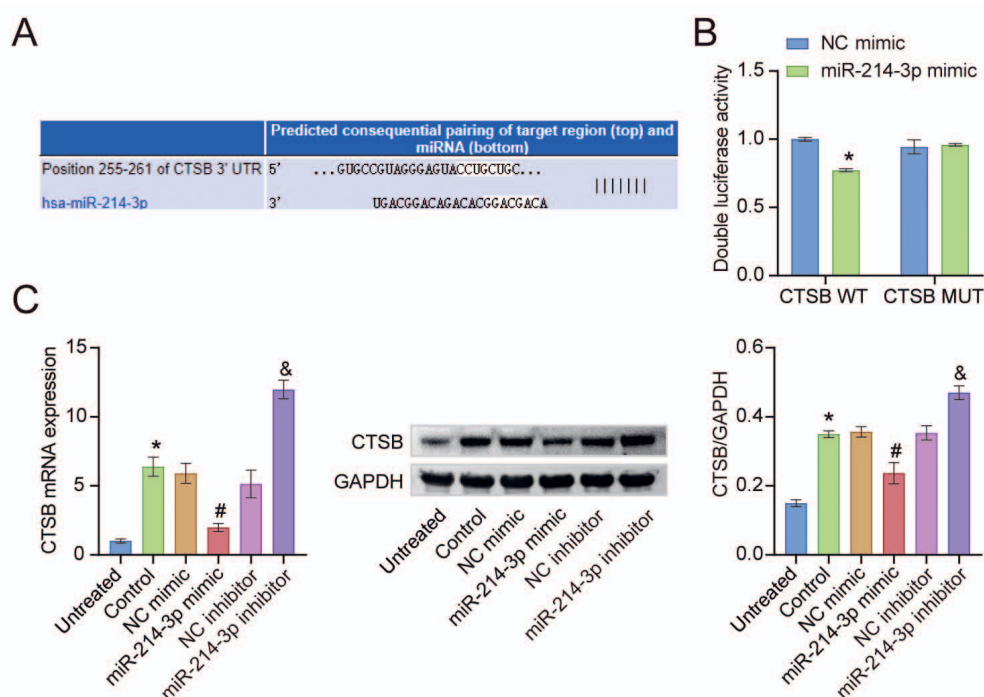 A
Predicted consequential pairing of target region (top) and
miRNA (bottom)
Position 255-261 of CTSB 3' UTR 5' ...GUGCCGUAGGGAGUACCUGCUGC...
hsa-miR-214-3p 3' UGACGGACAGACACGGACGACA
B
NC mimic
miR-214-3p mimic
Double luciferase activity
1.5
1.0
0.5
0.0
*
CTSB WT
CTSB MUT
C
CTSB mRNA expression
15
10
5
0
*
#
&
Untreated
Control
NC mimic
miR-214-3p mimic
NC inhibitor
miR-214-3p inhibitor
CTSB
GAPDH
Untreated
Control
NC mimic
miR-214-3p mimic
NC inhibitor
miR-214-3p inhibitor
CTSB/GAPDH
0.6
0.4
0.2
0.0
*
#
&
Untreated
Control
NC mimic
miR-214-3p mimic
NC inhibitor
miR-214-3p inhibitor